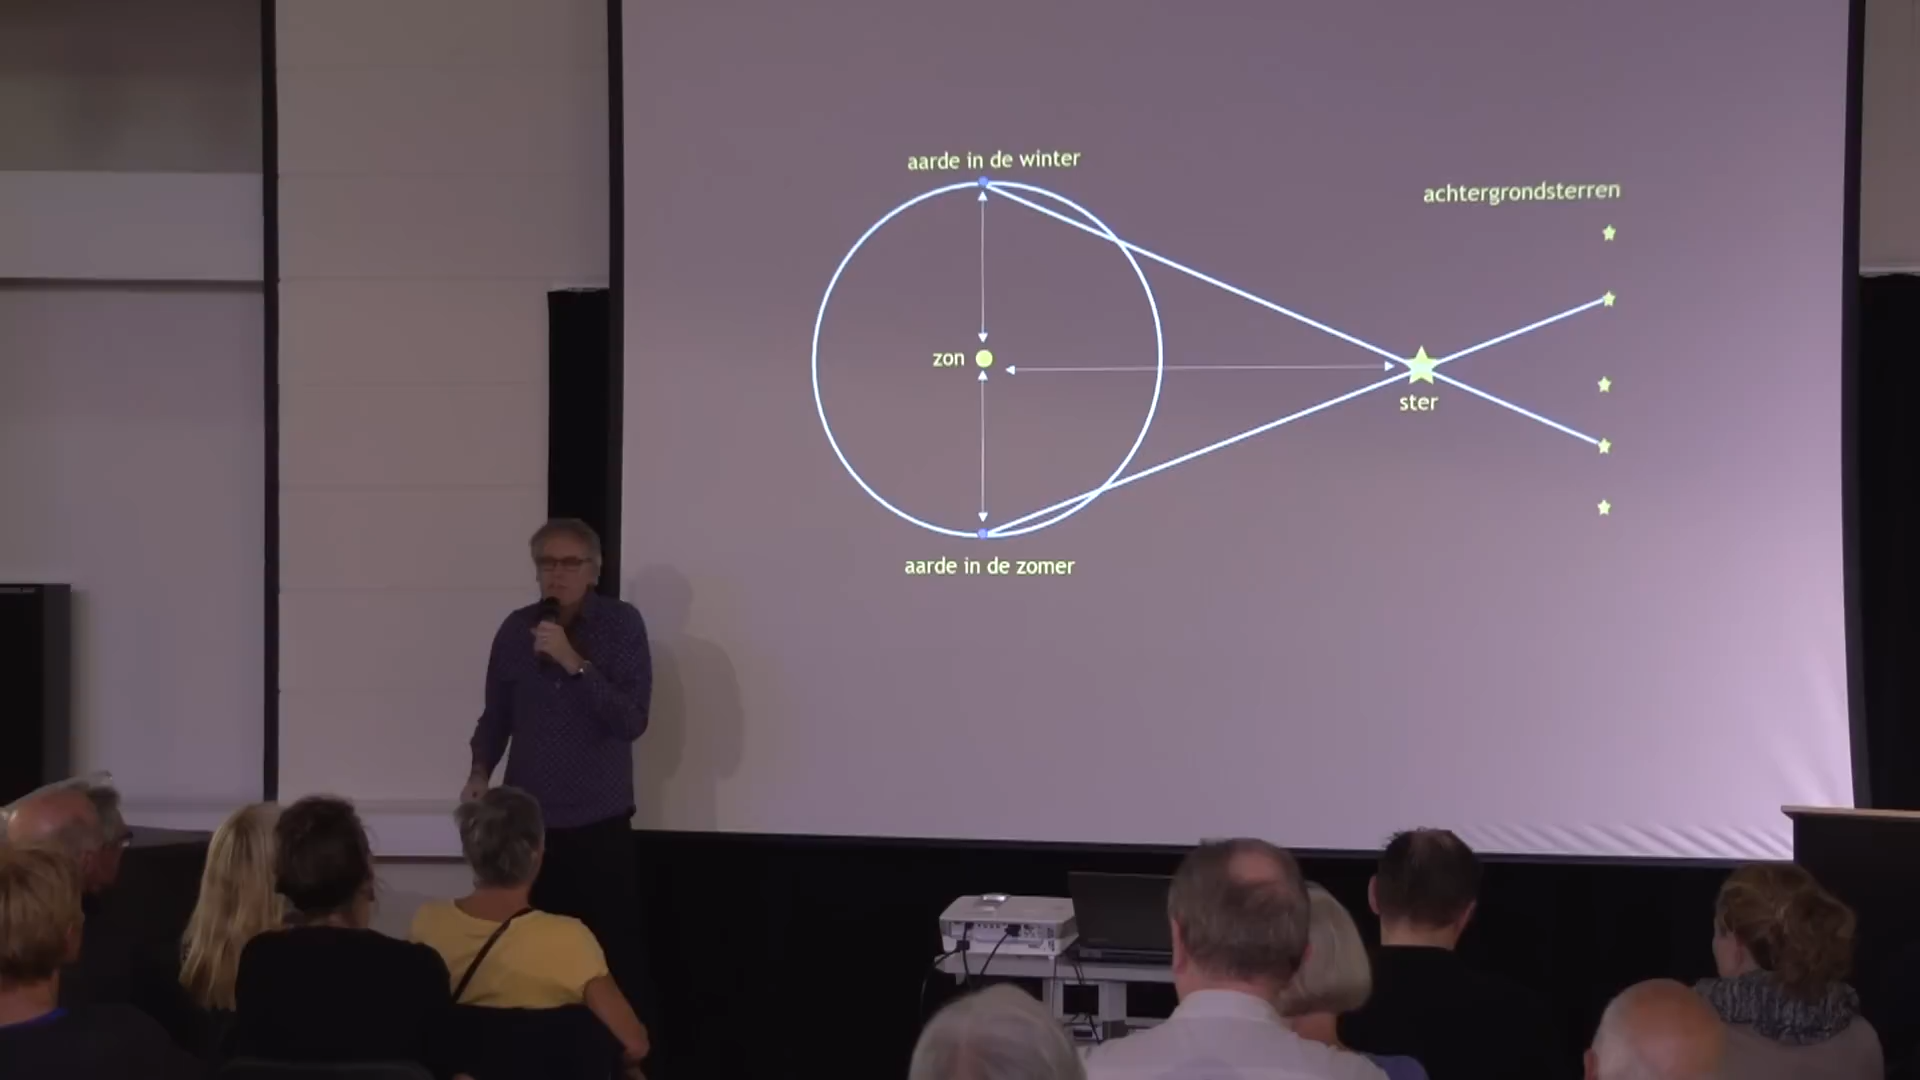 aarde in de winter
achtergrondsterren
zon
ster
aarde in de zomer